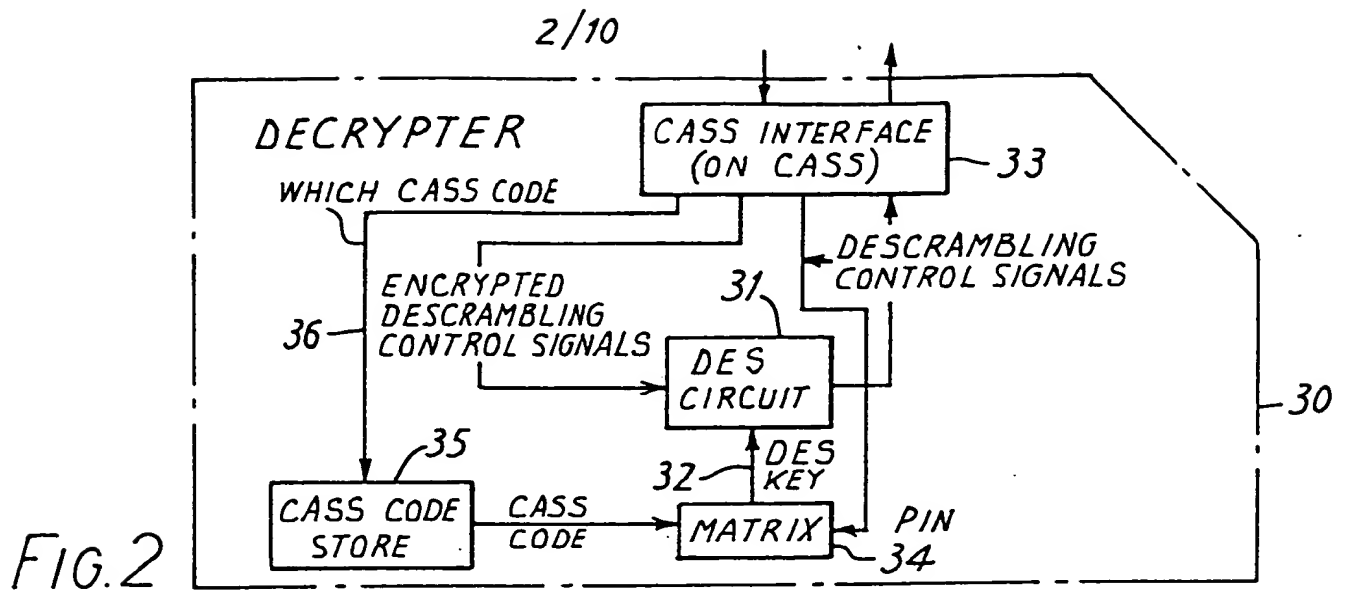 2/10
DECRYPTER
CASS INTERFACE
(ON CASS)
33
WHICH CASS CODE
DESCRAMBLING
CONTROL SIGNALS
ENCRYPTED
DESCRAMBLING
CONTROL SIGNALS
36
31
DES
CIRCUIT
30
35
32
DES
KEY
CASS CODE
STORE
CASS
CODE
MATRIX
PIN
34
FIG.2